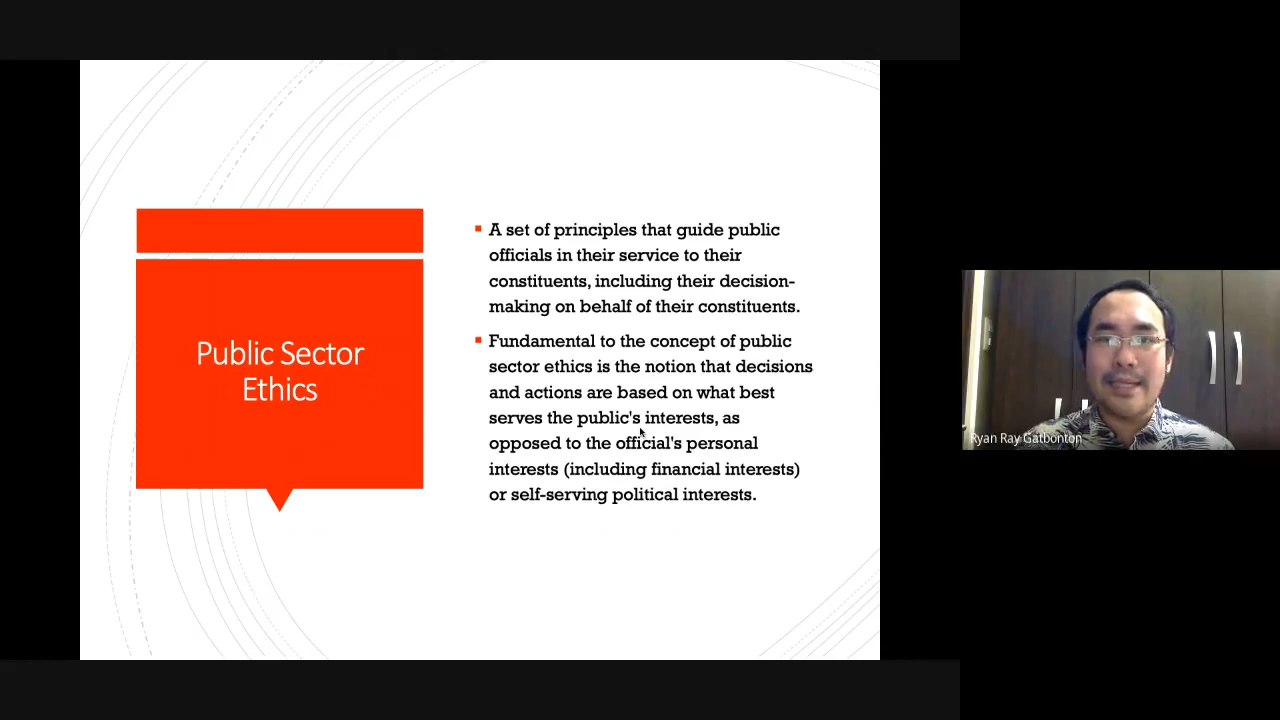 Public Sector
Ethics
A set of principles that guide public
officials in their service to their
constituents, including their decision-
making on behalf of their constituents.
Fundamental to the concept of public
sector ethics is the notion that decisions
and actions are based on what best
serves the public's interests, as
opposed to the official's personal
interests (including financial interests)
or self-serving political interests.
Ryan Ray Gatbonton